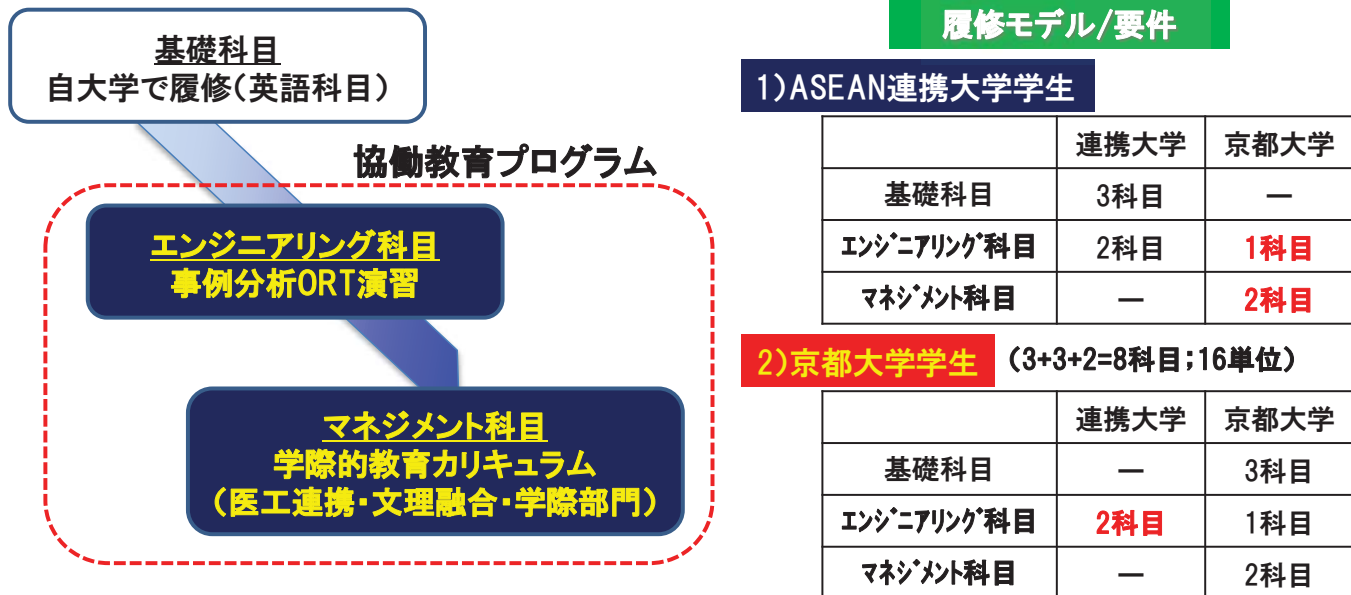 基礎科目
自大学で履修(英語科目)
協働教育プログラム
エンジニアリング科目
事例分析ORT演習
マネジメント科目
学際的教育カリキュラム
(医工連携・文理融合・学際部門)
履修モデル/要件
1)ASEAN連携大学学生
連携大学 京都大学
基礎科目 3科目 —
エンジニアリング科目 2科目 1科目
マネジメント科目 — 2科目
2)京都大学学生 (3+3+2=8科目;16単位)
連携大学 京都大学
基礎科目 — 3科目
エンジニアリング科目 2科目 1科目
マネジメント科目 — 2科目